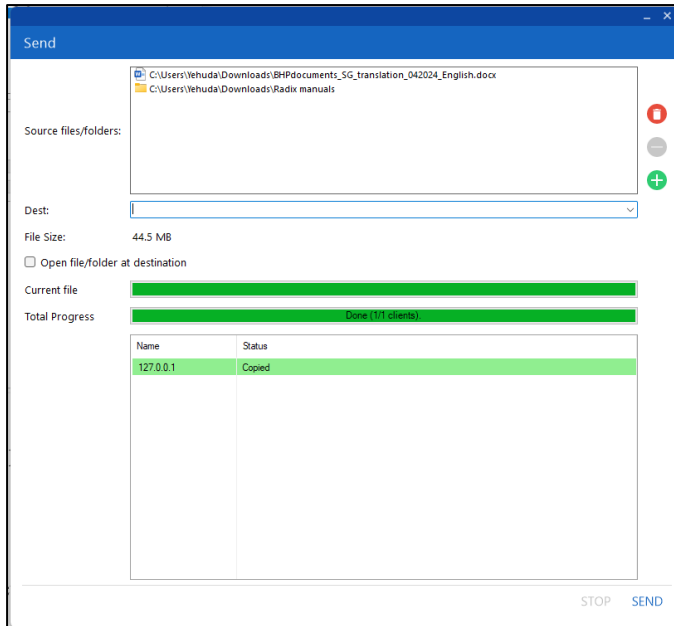 Send
C:\Users\Yehuda\Downloads\BHPdocuments_SG_translation_042024_English.docx
C:\Users\Yehuda\Downloads\Radix manuals
Source files/folders:
Dest:
File Size: 44.5 MB
Open file/folder at destination
Current file
Total Progress Done (1/1 clients).
Name Status
127.0.0.1 Copied
STOP SEND